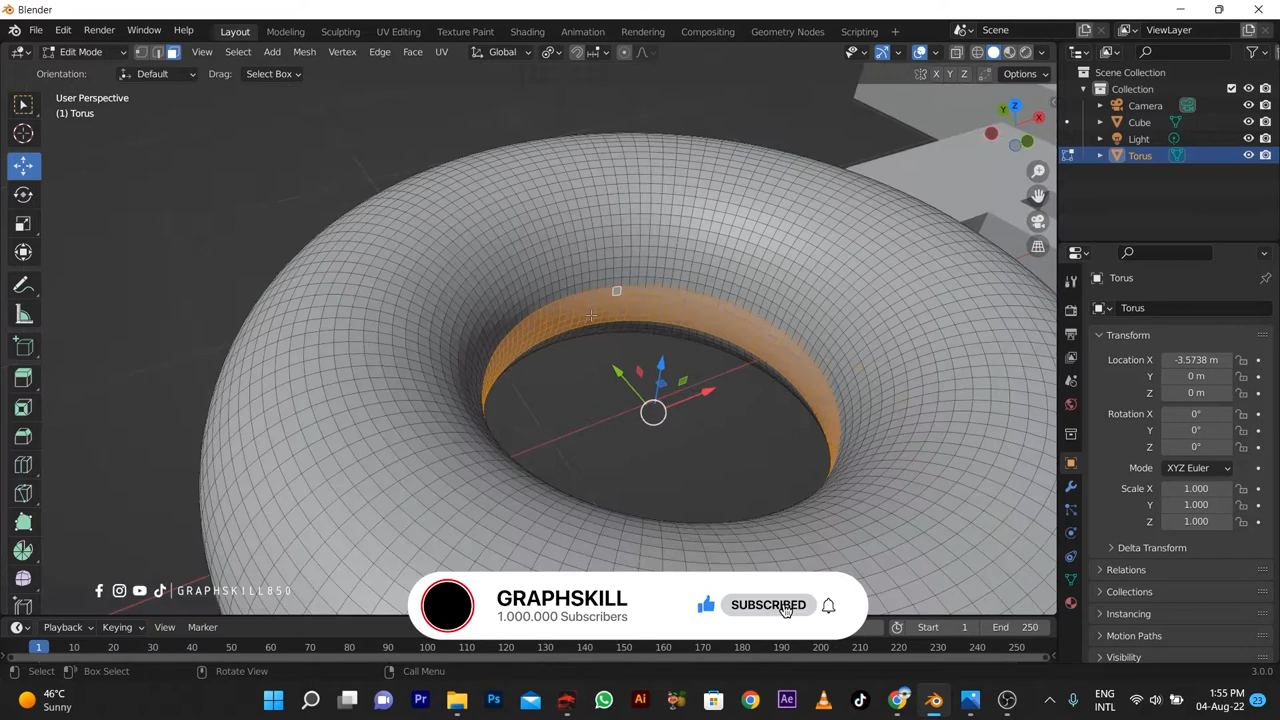 Blender
File Edit Render Window Help Layout Modeling Sculpting UV Editing Texture Paint Shading Animation Rendering Compositing Geometry Nodes Scripting + Scene ViewLayer
Edit Mode View Select Add Mesh Vertex Edge Face UV Global
Orientation: Default Drag: Select Box X Y Z Options
User Perspective
(1) Torus
Z
Y
X
Scene Collection
Collection
Camera
Cube
Light
Torus
Torus
Torus
Transform
Location X -3.5738 m
Y 0 m
Z 0 m
Rotation X 0°
Y 0°
Z 0°
Mode XYZ Euler
Scale X 1.000
Y 1.000
Z 1.000
Delta Transform
Relations
Collections
Instancing
Motion Paths
Visibility
GRAPHSKILL850
GRAPHSKILL
1.000.000 Subscribers
SUBSCRIBED
Playback Keying View Marker Start 1 End 250
1 10 20 30 40 50 60 70 80 90 100 110 120 130 140 150 160 170 180 190 200 210 220 230 240 250
Select Box Select Rotate View Call Menu 3.0.0
46°C
Sunny
Pr Ps Ai Ae
ENG
INTL
1:55 PM
04-Aug-22
23